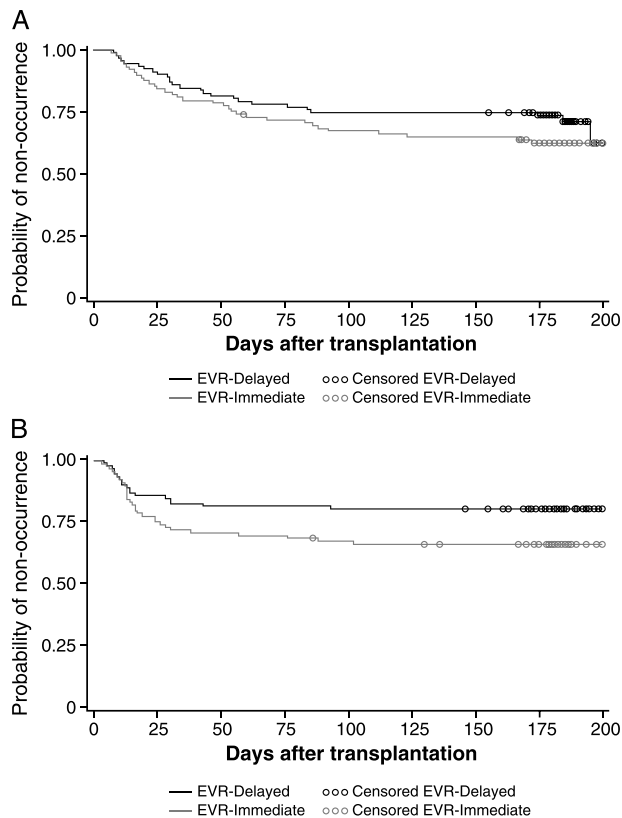 A
Probability of non-occurrence
1.00
0.75
0.50
0.25
0
0 25 50 75 100 125 150 175 200
Days after transplantation
EVR-Delayed Censored EVR-Delayed
EVR-Immediate Censored EVR-Immediate
B
Probability of non-occurrence
1.00
0.75
0.50
0.25
0
0 25 50 75 100 125 150 175 200
Days after transplantation
EVR-Delayed Censored EVR-Delayed
EVR-Immediate Censored EVR-Immediate